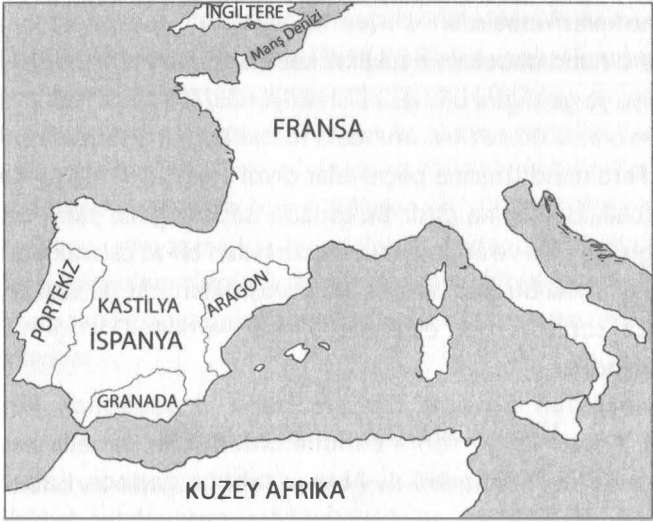 İNGİLTERE
(Manş Denizi)
FRANSA
PORTEKİZ
KASTİLYA
ARAGON
İSPANYA
GRANADA
KUZEY AFRİKA